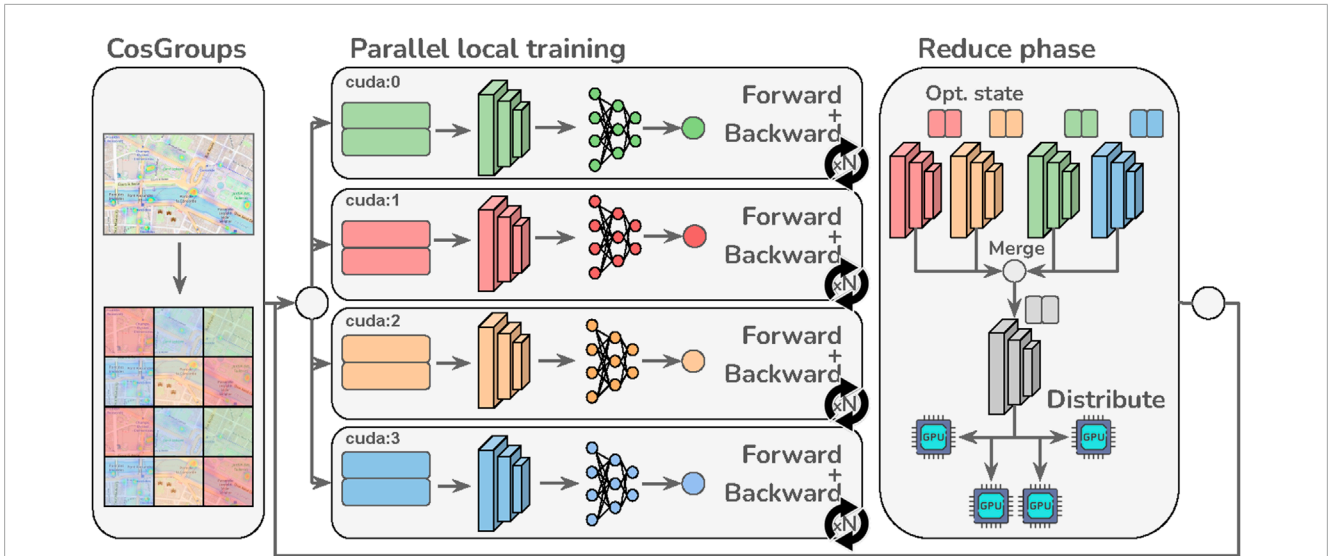 CosGroups
Parallel local training
Reduce phase
cuda:0
Forward
+
Backward
xN
cuda:1
Forward
+
Backward
xN
cuda:2
Forward
+
Backward
xN
cuda:3
Forward
+
Backward
xN
Opt. state
Merge
Distribute
GPU
GPU
GPU
GPU